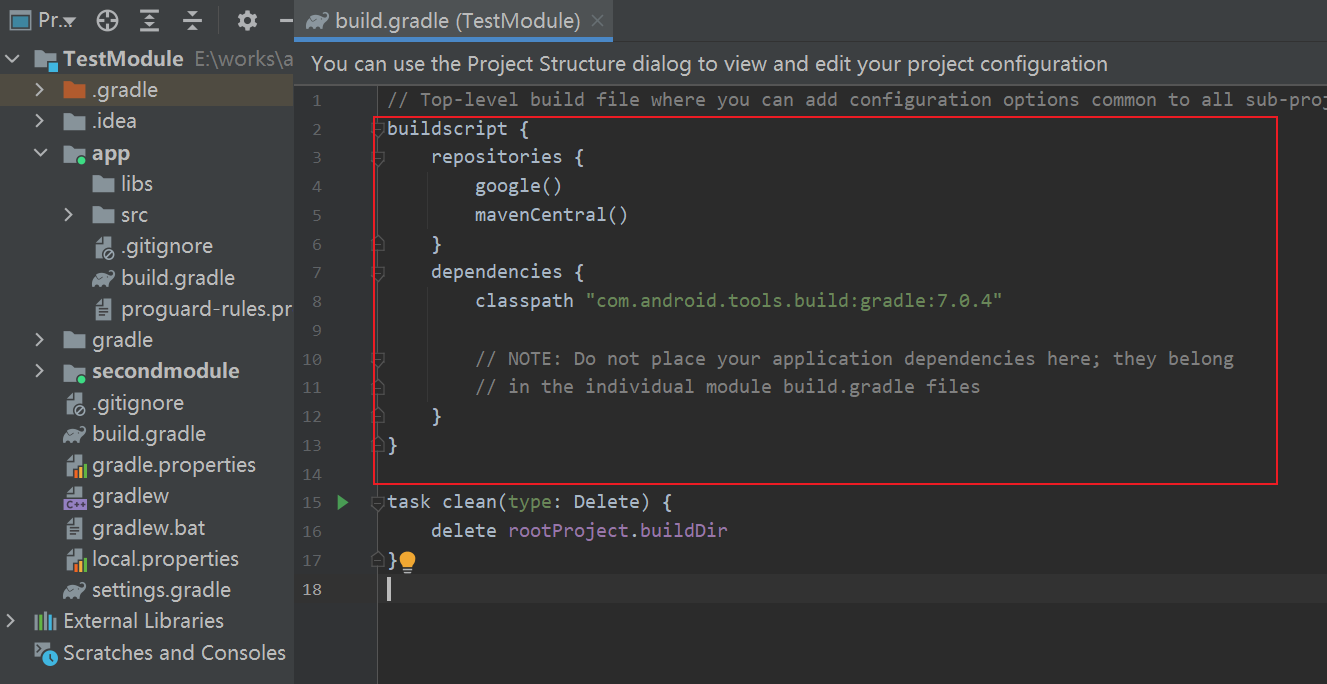 Pr...
build.gradle (TestModule)
TestModule E:\works\a
You can use the Project Structure dialog to view and edit your project configuration
.gradle
.idea
app
libs
src
.gitignore
build.gradle
proguard-rules.pr
gradle
secondmodule
.gitignore
build.gradle
gradle.properties
C++
gradlew
gradlew.bat
local.properties
settings.gradle
External Libraries
Scratches and Consoles
1 // Top-level build file where you can add configuration options common to all sub-proj
2 buildscript {
3     repositories {
4         google()
5         mavenCentral()
6     }
7     dependencies {
8         classpath "com.android.tools.build:gradle:7.0.4"
9
10         // NOTE: Do not place your application dependencies here; they belong
11         // in the individual module build.gradle files
12     }
13 }
14
15 task clean(type: Delete) {
16     delete rootProject.buildDir
17 }
18